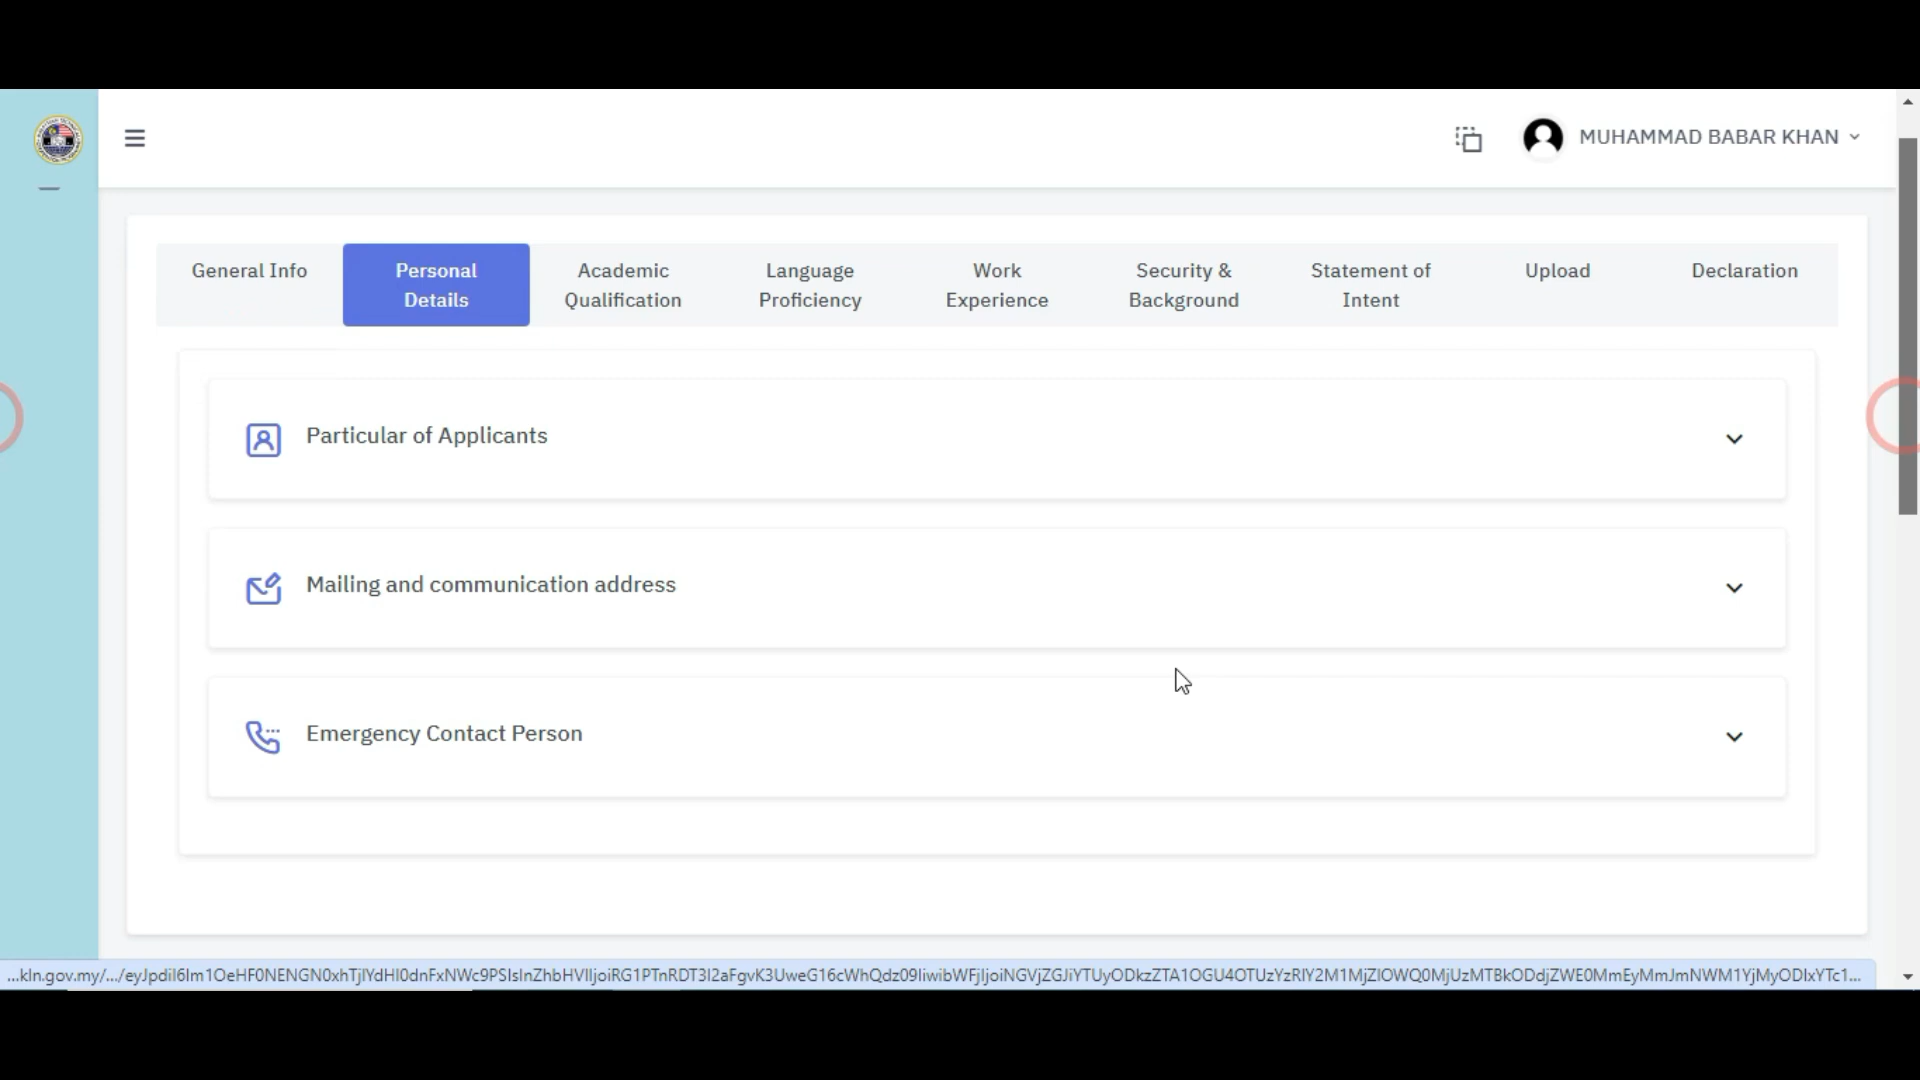 MUHAMMAD BABAR KHAN
General Info
Personal
Details
Academic
Qualification
Language
Proficiency
Work
Experience
Security &
Background
Statement of
Intent
Upload
Declaration
Particular of Applicants
Mailing and communication address
Emergency Contact Person